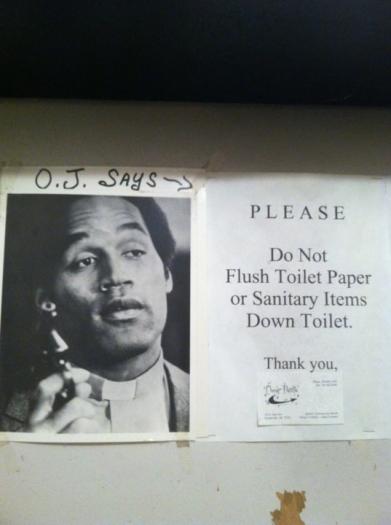 O.J. SAYS →
PLEASE
Do Not
Flush Toilet Paper
or Sanitary Items
Down Toilet.
Thank you,